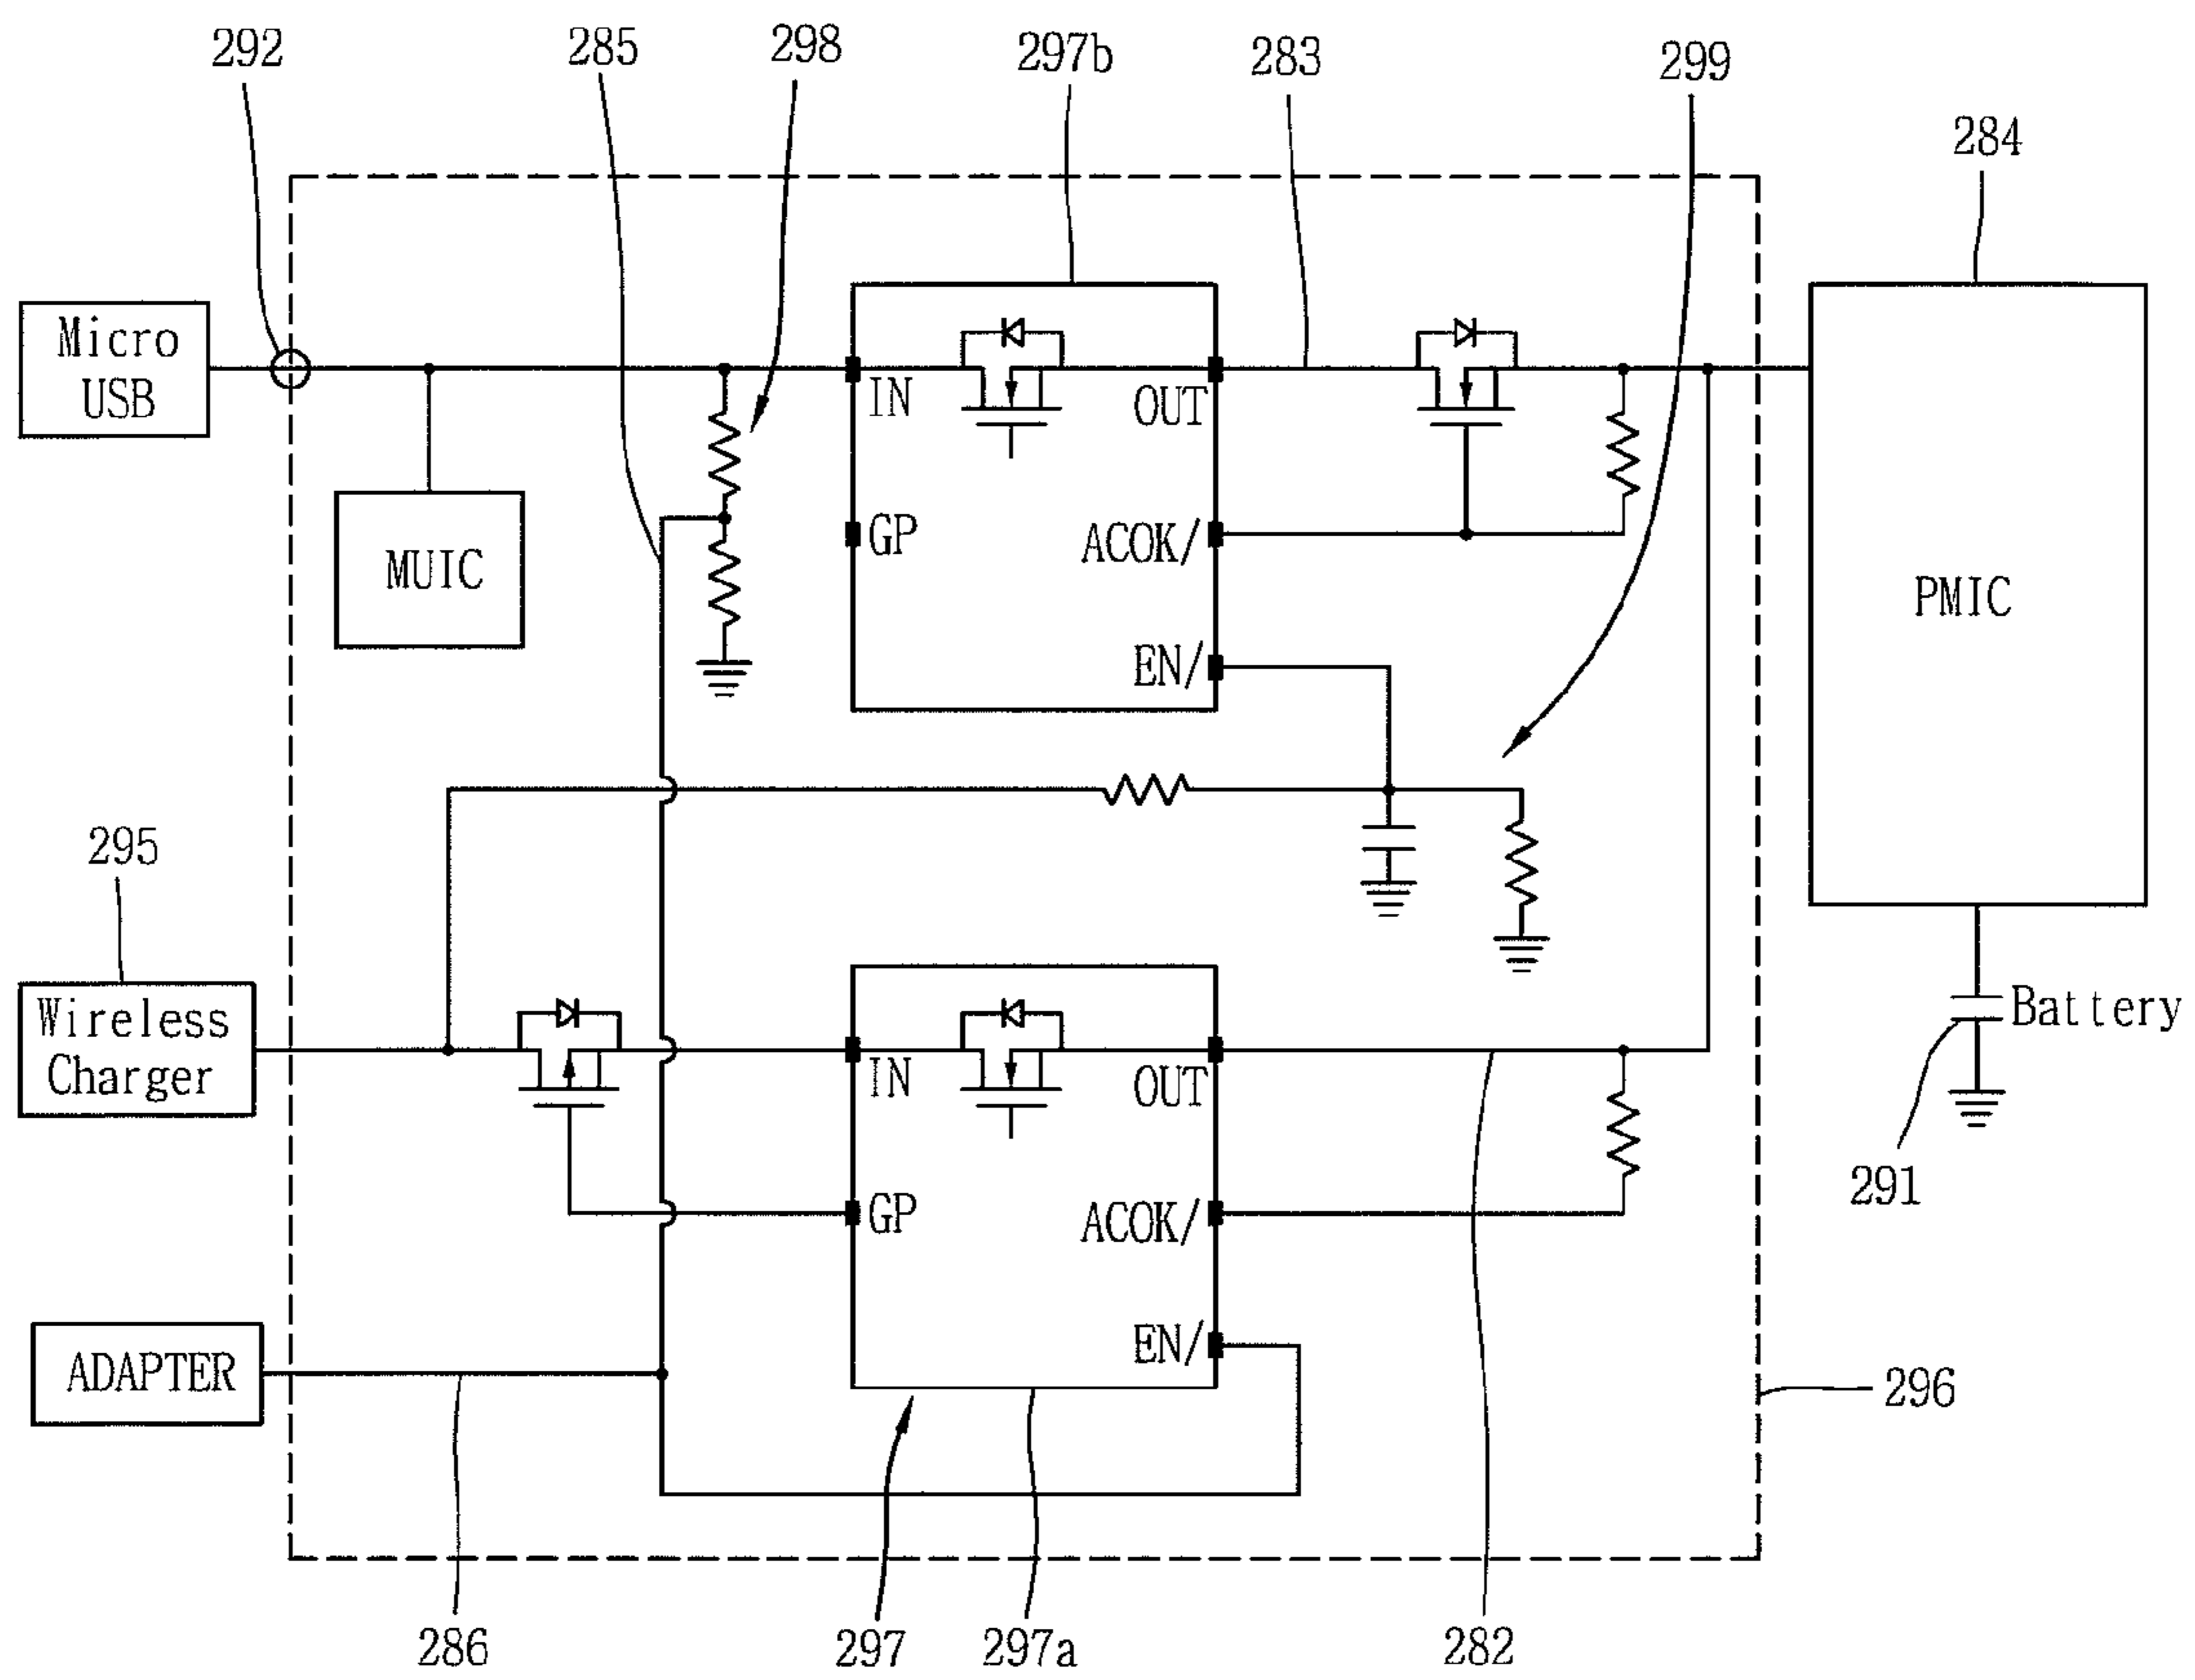 292
285
298
297b
283
299
284
Micro
USB
IN
OUT
MUIC
GP
ACOK/
PMIC
EN/
295
Wireless
Charger
Battery
IN
OUT
291
GP
ACOK/
EN/
ADAPTER
296
286
297
297a
282